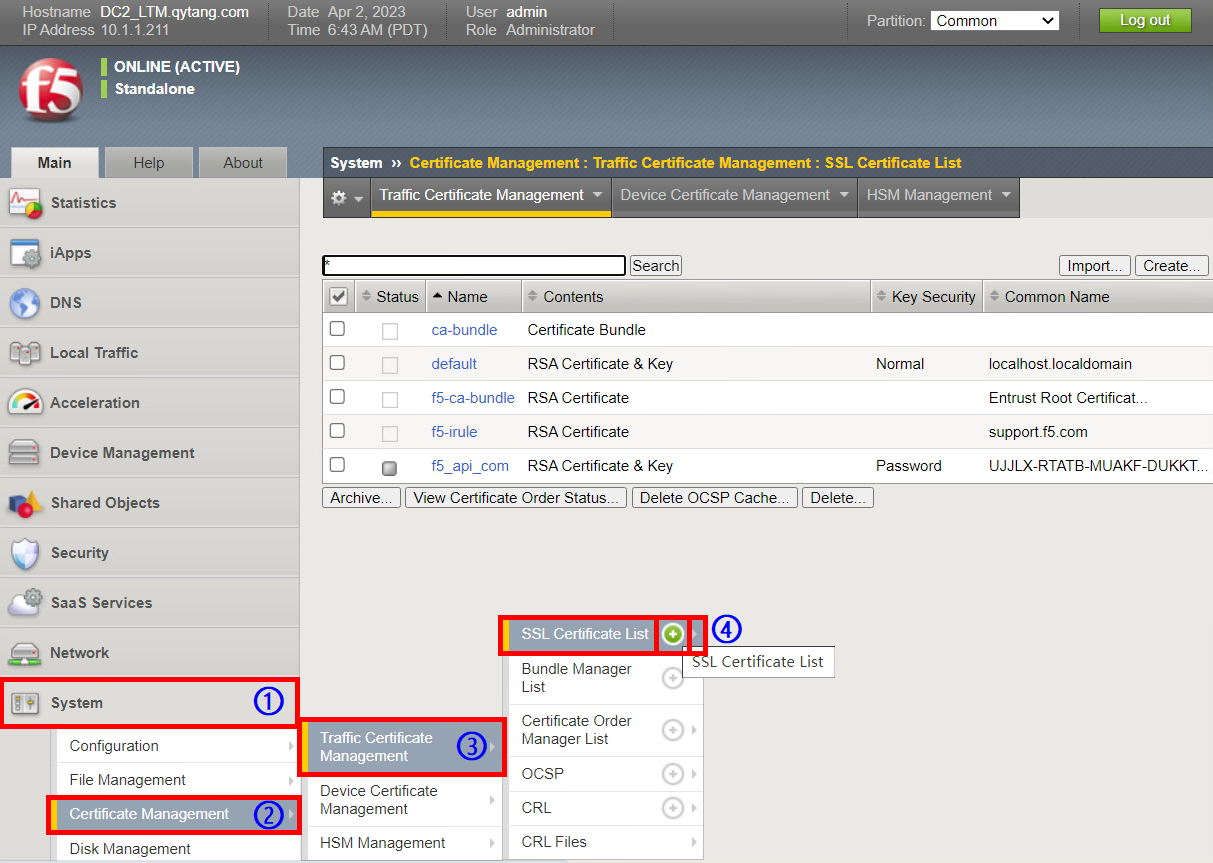 Hostname DC2_LTM.qytang.com Date Apr 2, 2023 User admin Partition: Common Log out
IP Address 10.1.1.211 Time 6:43 AM (PDT) Role Administrator
f5
ONLINE (ACTIVE)
Standalone
Main Help About
System ›› Certificate Management : Traffic Certificate Management : SSL Certificate List
Traffic Certificate Management Device Certificate Management HSM Management
Statistics
iApps
DNS
Local Traffic
Acceleration
Device Management
Shared Objects
Security
SaaS Services
Network
System ①
Configuration
File Management
Certificate Management ②
Disk Management
* Search Import... Create...
Status Name Contents Key Security Common Name
ca-bundle Certificate Bundle
default RSA Certificate & Key Normal localhost.localdomain
f5-ca-bundle RSA Certificate Entrust Root Certificat...
f5-irule RSA Certificate support.f5.com
f5_api_com RSA Certificate & Key Password UJJLX-RTATB-MUAKF-DUKKT...
Archive... View Certificate Order Status... Delete OCSP Cache... Delete...
Traffic Certificate
Management ③
Device Certificate
Management
HSM Management
SSL Certificate List ④
SSL Certificate List
Bundle Manager
List
Certificate Order
Manager List
OCSP
CRL
CRL Files